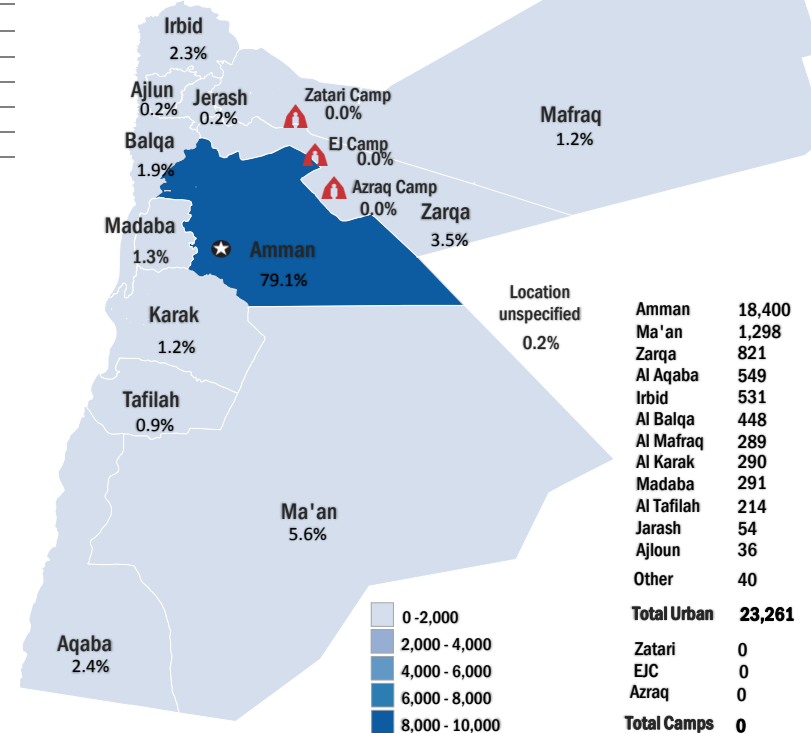 Irbid
2.3%
Ajlun
0.2%
Jerash
0.2%
Zatari Camp
0.0%
Mafraq
1.2%
Balqa
1.9%
EJ Camp
0.0%
Azraq Camp
0.0%
Zarqa
3.5%
Madaba
1.3%
Amman
79.1%
Karak
1.2%
Location
unspecified
0.2%
Tafilah
0.9%
Ma'an
5.6%
Aqaba
2.4%
0 -2,000
2,000 - 4,000
4,000 - 6,000
6,000 - 8,000
8,000 - 10,000
Amman 18,400
Ma'an 1,298
Zarqa 821
Al Aqaba 549
Irbid 531
Al Balqa 448
Al Mafraq 289
Al Karak 290
Madaba 291
Al Tafilah 214
Jarash 54
Ajloun 36
Other 40
Total Urban 23,261
Zatari 0
EJC 0
Azraq 0
Total Camps 0